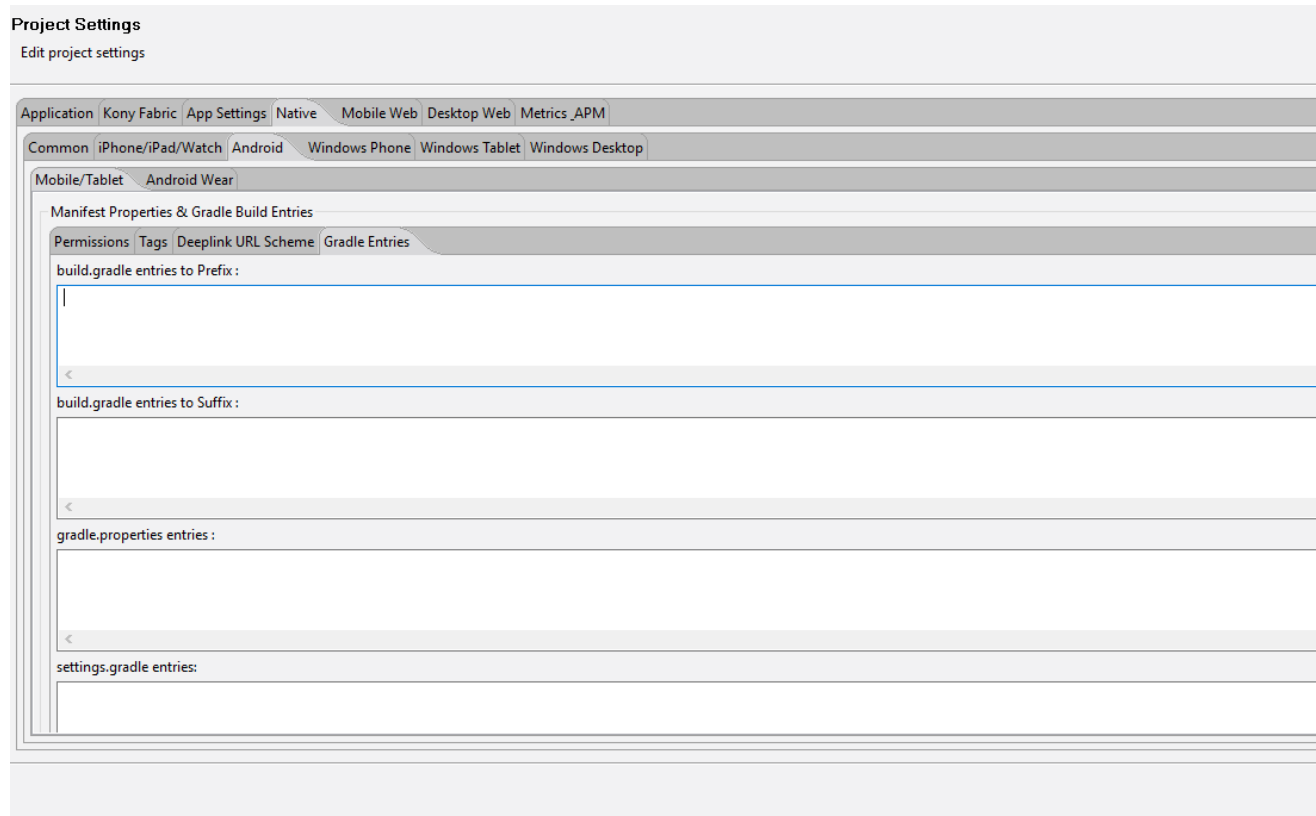 Project Settings
Edit project settings
Application Kony Fabric App Settings Native Mobile Web Desktop Web Metrics_APM
Common iPhone/iPad/Watch Android Windows Phone Windows Tablet Windows Desktop
Mobile/Tablet Android Wear
Manifest Properties & Gradle Build Entries
Permissions Tags Deeplink URL Scheme Gradle Entries
build.gradle entries to Prefix :
build.gradle entries to Suffix :
gradle.properties entries :
settings.gradle entries: